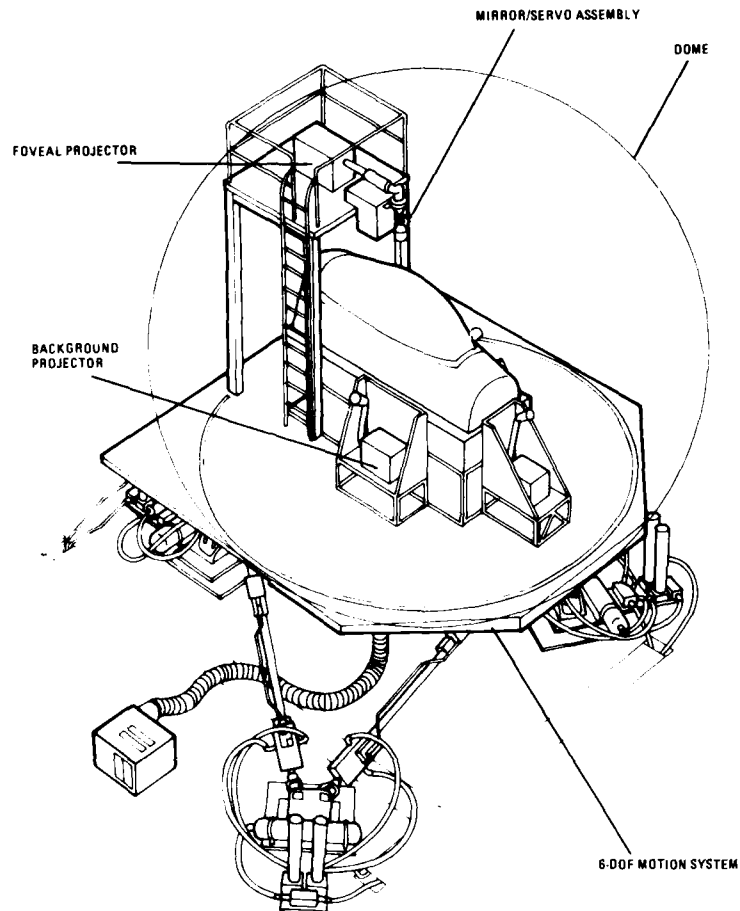 MIRROR/SERVO ASSEMBLY
DOME
FOVEAL PROJECTOR
BACKGROUND
PROJECTOR
6-DOF MOTION SYSTEM